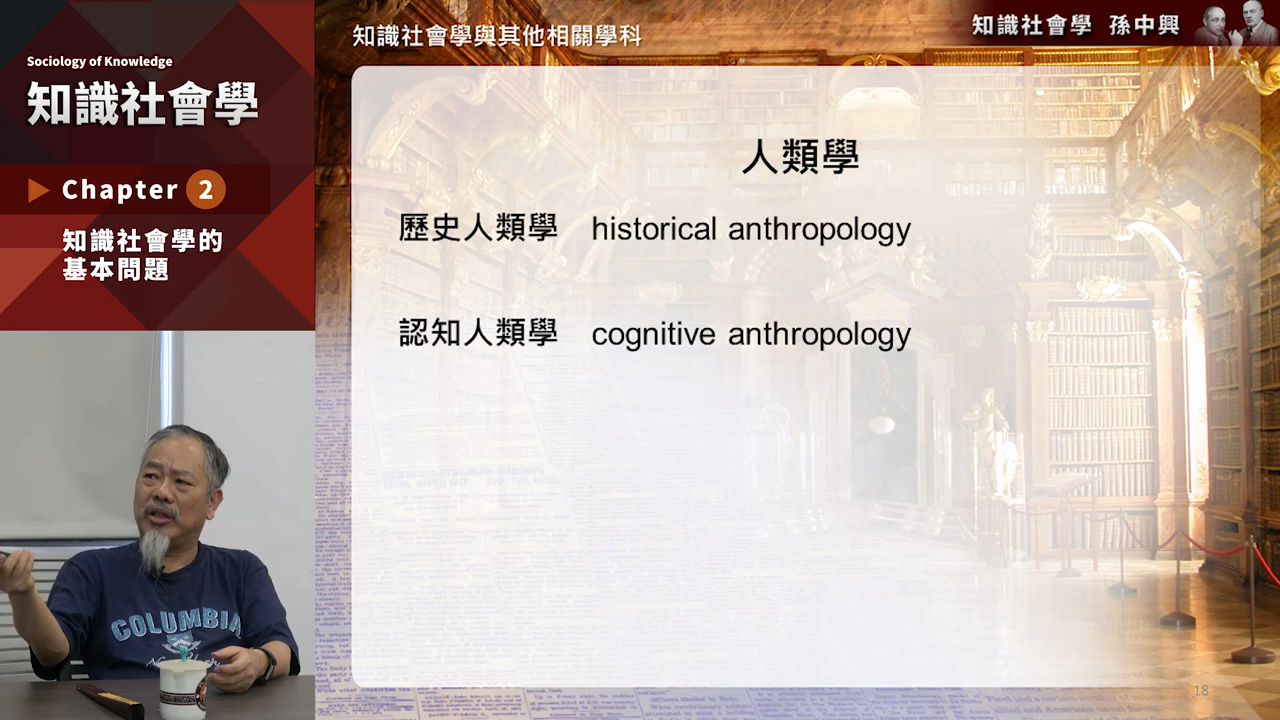 Sociology of Knowledge
知識社會學
Chapter 2
知識社會學的
基本問題
知識社會學與其他相關學科
知識社會學 孫中興
人類學
歷史人類學 historical anthropology
認知人類學 cognitive anthropology
COLUMBIA
18